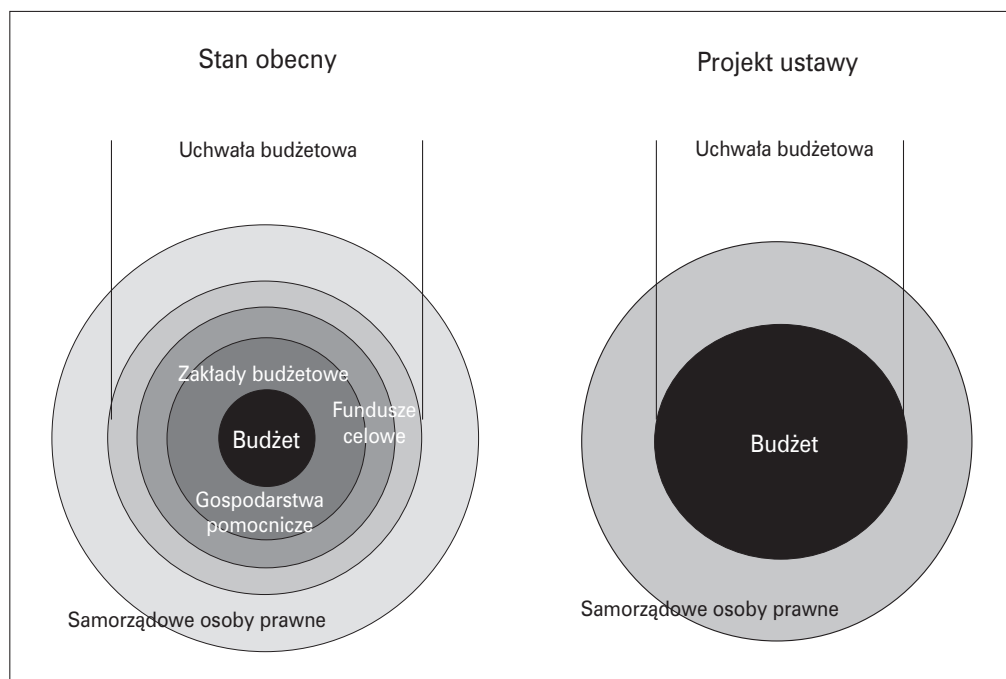 Stan obecny
Uchwała budżetowa
Zakłady budżetowe
Fundusze
celowe
Budżet
Gospodarstwa
pomocnicze
Samorządowe osoby prawne
Projekt ustawy
Uchwała budżetowa
Budżet
Samorządowe osoby prawne